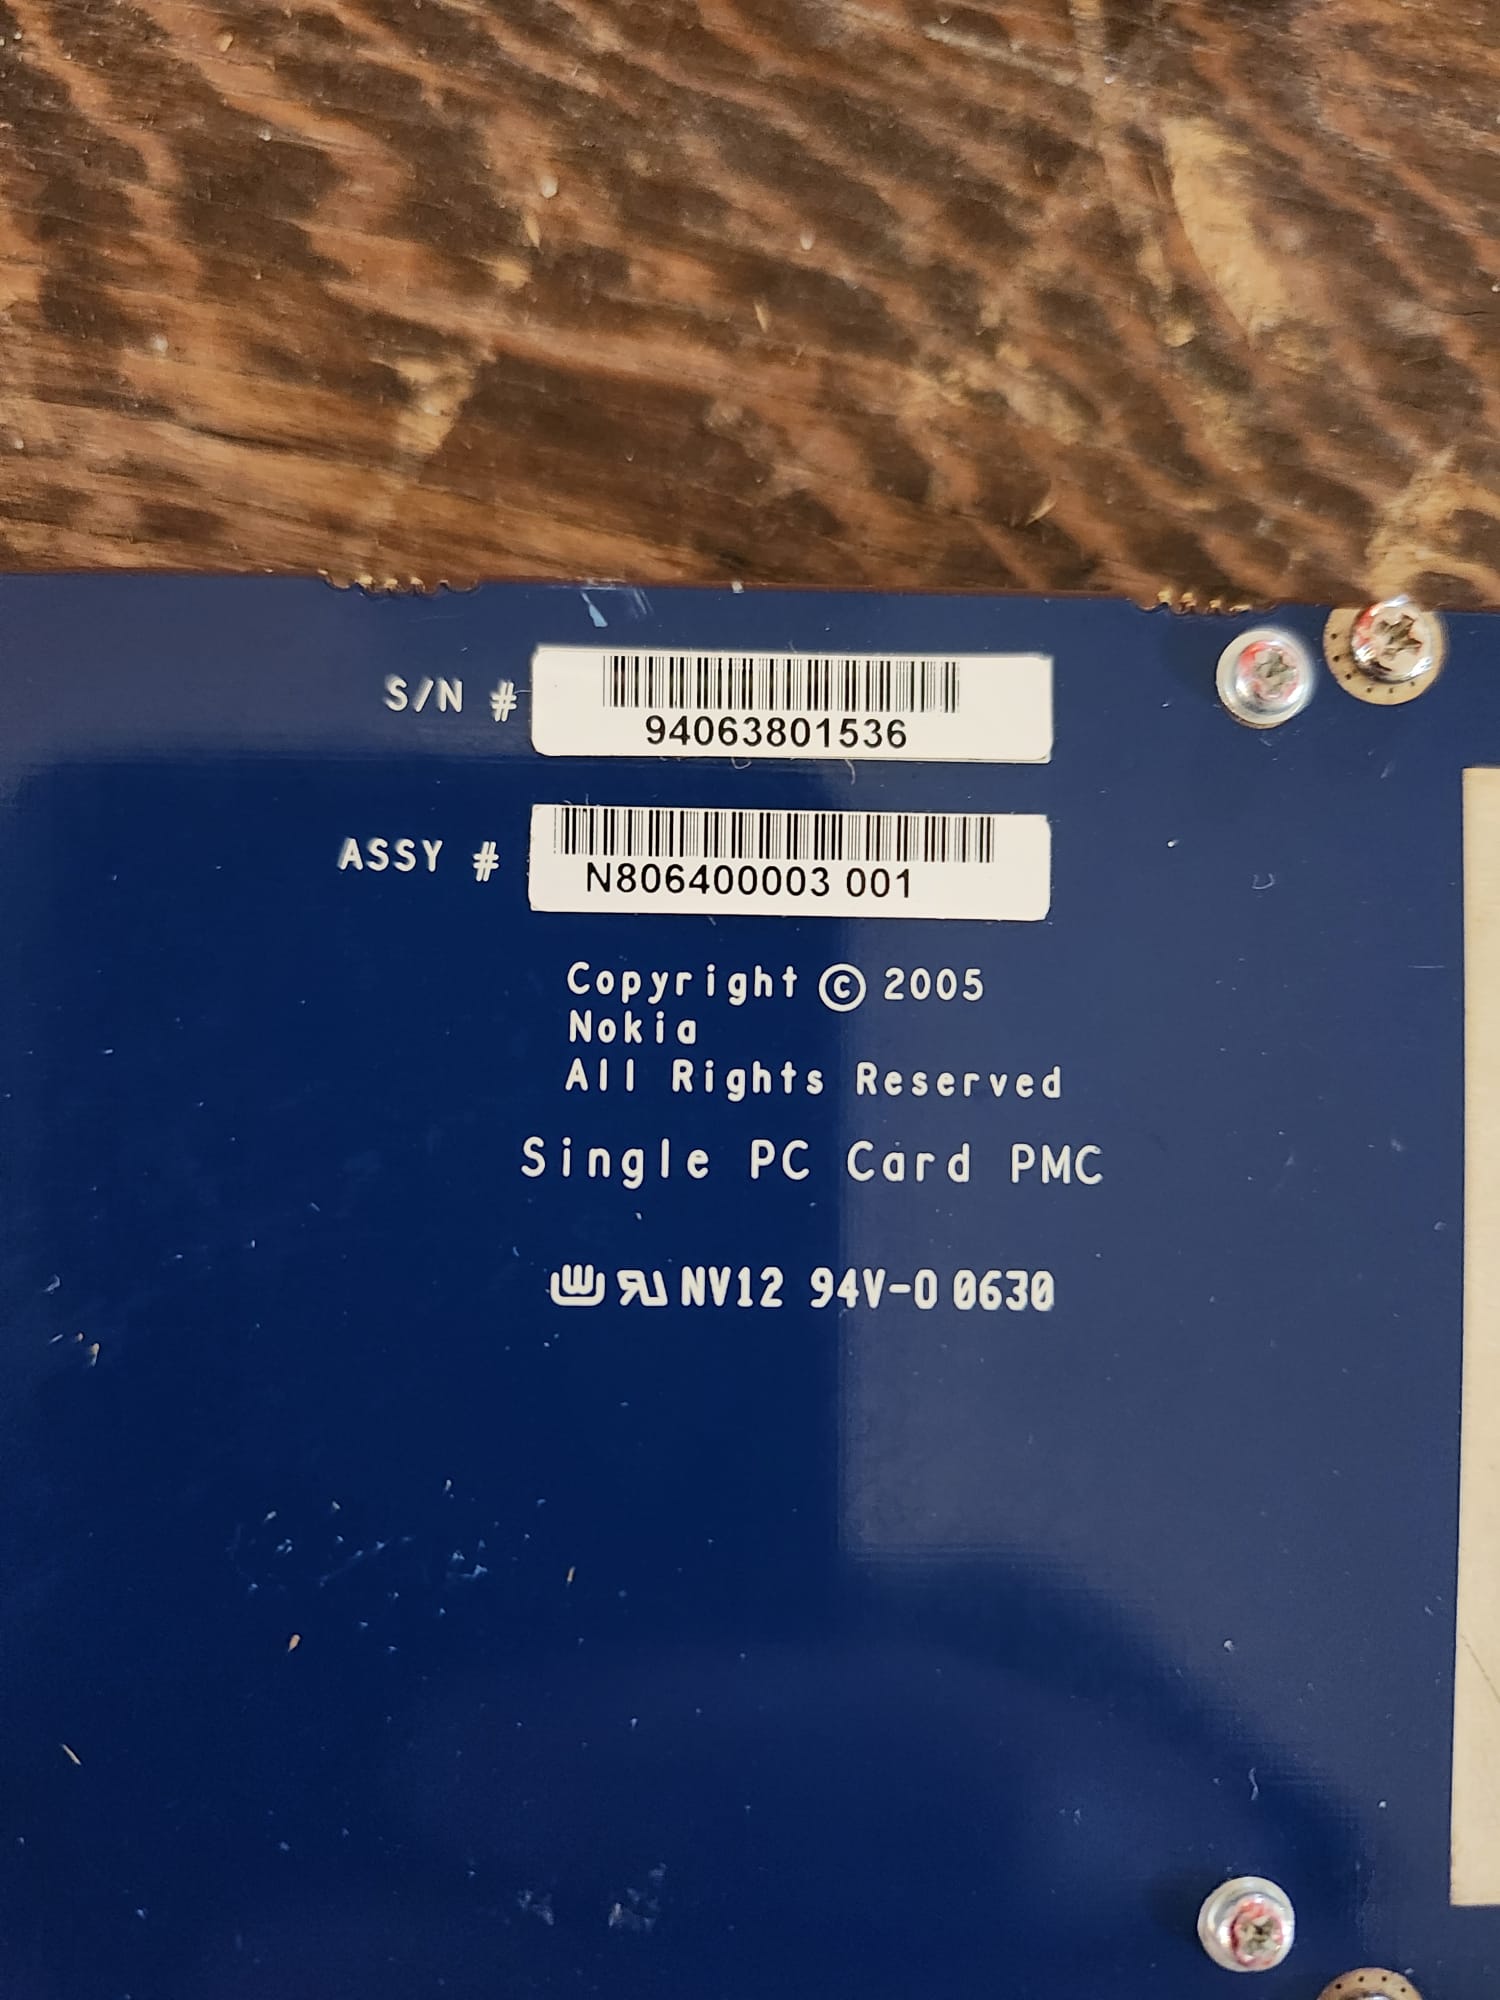 S/N # 94063801536
ASSY # N806400003 001
Copyright © 2005
Nokia
All Rights Reserved
Single PC Card PMC
NV12 94V-0 0630